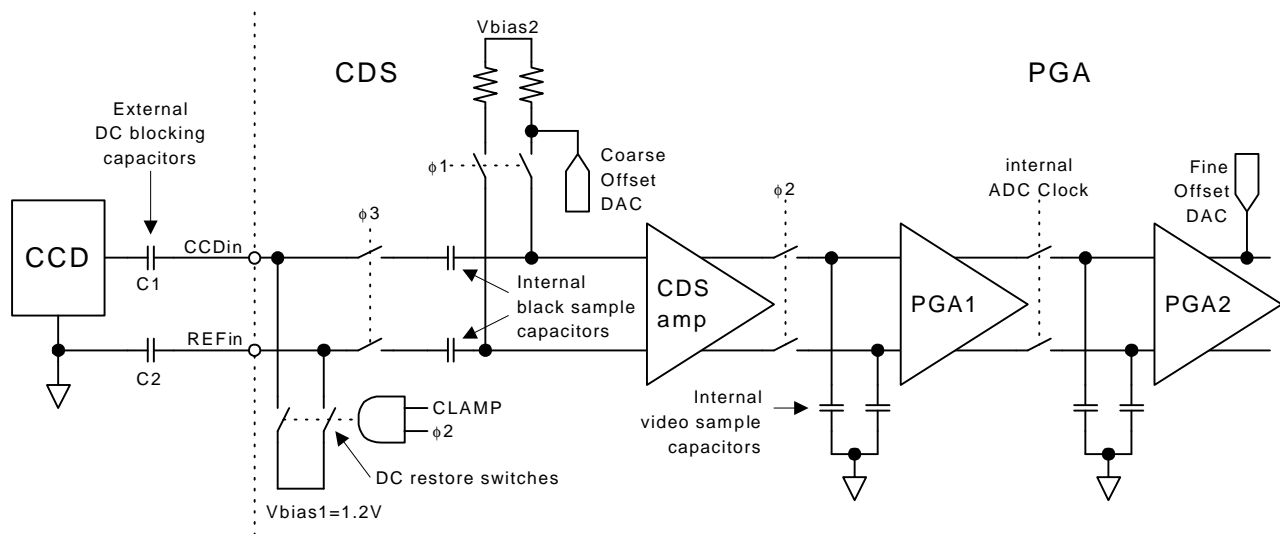 Vbias2
CDS
PGA
External
DC blocking
capacitors
ϕ1
Coarse
Offset
DAC
internal
ADC Clock
Fine
Offset
DAC
ϕ2
ϕ3
CCD
CCDin
C1
Internal
black sample
capacitors
CDS
amp
PGA1
PGA2
REFin
C2
CLAMP
ϕ2
Internal
video sample
capacitors
DC restore switches
Vbias1=1.2V